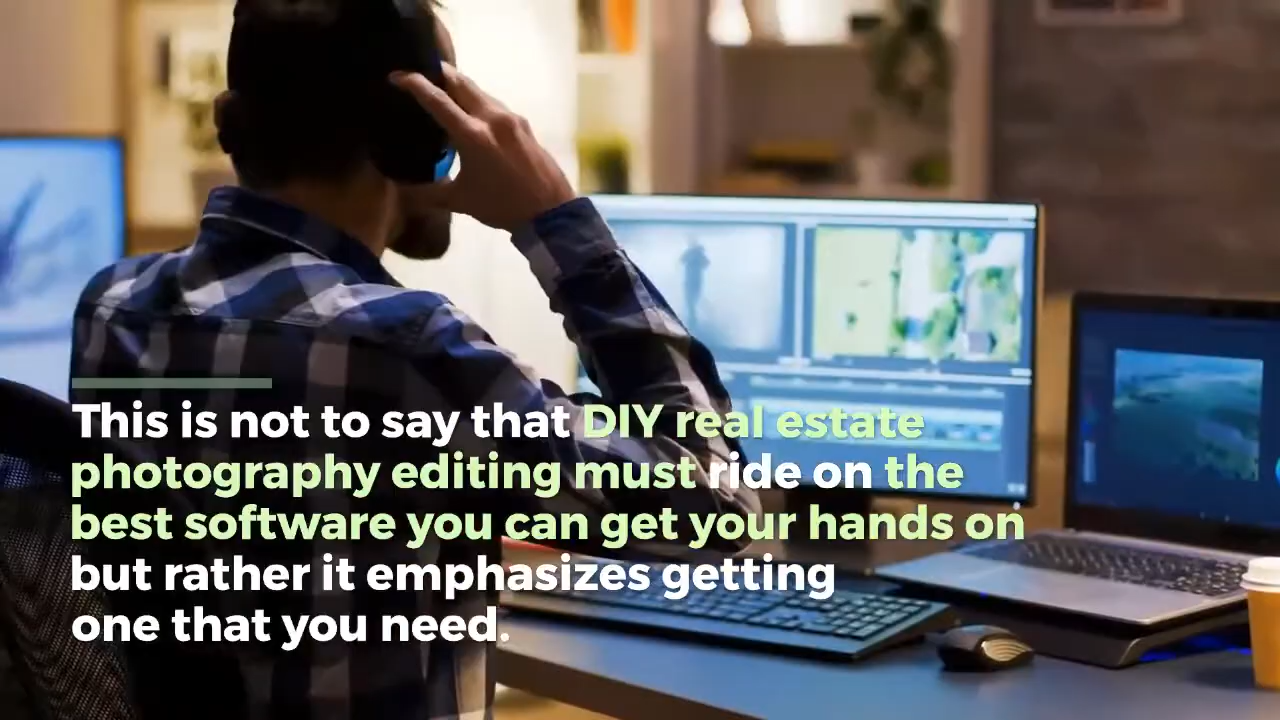 This is not to say that DIY real estate
photography editing must ride on the
best software you can get your hands on
but rather it emphasizes getting
one that you need.